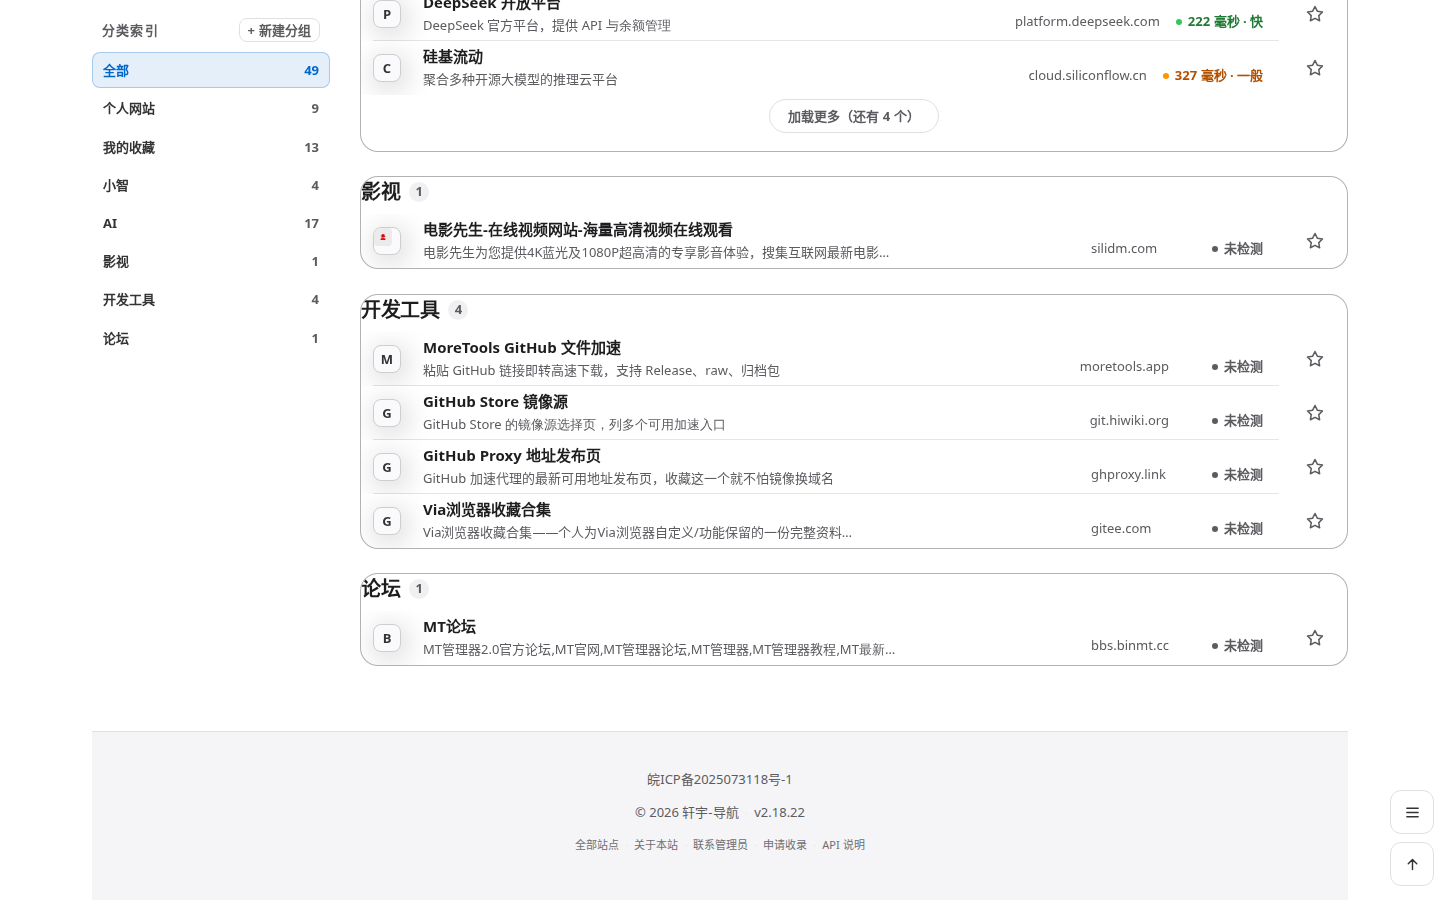 分类索引
+ 新建分组
全部 49
个人网站 9
我的收藏 13
小智 4
AI 17
影视 1
开发工具 4
论坛 1
P
DeepSeek 开放平台
DeepSeek 官方平台，提供 API 与余额管理
platform.deepseek.com
222 毫秒 · 快
C
硅基流动
聚合多种开源大模型的推理云平台
cloud.siliconflow.cn
327 毫秒 · 一般
加载更多（还有 4 个）
影视 1
电影先生-在线视频网站-海量高清视频在线观看
电影先生为您提供4K蓝光及1080P超高清的专享影音体验，搜集互联网最新电影...
silidm.com
未检测
开发工具 4
M
MoreTools GitHub 文件加速
粘贴 GitHub 链接即转高速下载，支持 Release、raw、归档包
moretools.app
未检测
G
GitHub Store 镜像源
GitHub Store 的镜像源选择页，列多个可用加速入口
git.hiwiki.org
未检测
G
GitHub Proxy 地址发布页
GitHub 加速代理的最新可用地址发布页，收藏这一个就不怕镜像换域名
ghproxy.link
未检测
G
Via浏览器收藏合集
Via浏览器收藏合集——个人为Via浏览器自定义/功能保留的一份完整资料...
gitee.com
未检测
论坛 1
B
MT论坛
MT管理器2.0官方论坛,MT官网,MT管理器论坛,MT管理器,MT管理器教程,MT最新...
bbs.binmt.cc
未检测
皖ICP备2025073118号-1
© 2026 轩宇-导航 v2.18.22
全部站点 关于本站 联系管理员 申请收录 API 说明